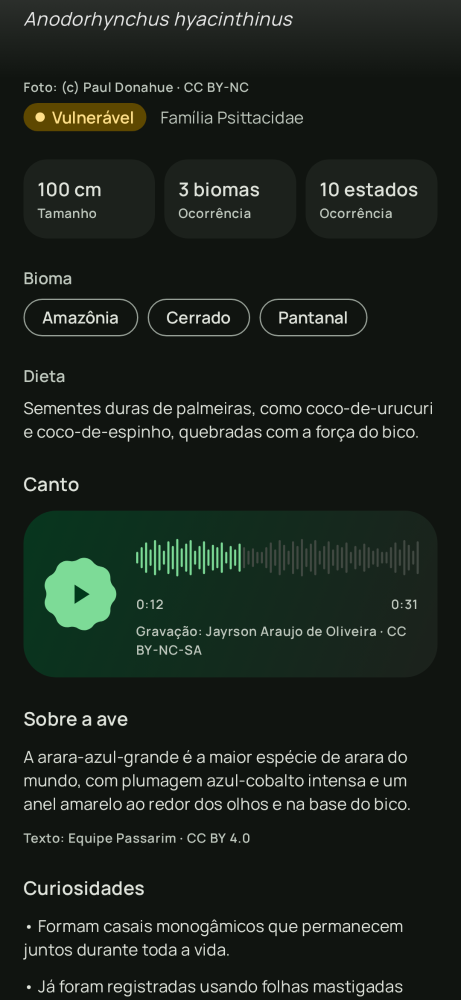 Anodorhynchus hyacinthinus
Foto: (c) Paul Donahue · CC BY-NC
Vulnerável
Família Psittacidae
100 cm
Tamanho
3 biomas
Ocorrência
10 estados
Ocorrência
Bioma
Amazônia
Cerrado
Pantanal
Dieta
Sementes duras de palmeiras, como coco-de-urucuri
e coco-de-espinho, quebradas com a força do bico.
Canto
0:12
0:31
Gravação: Jayrson Araujo de Oliveira · CC
BY-NC-SA
Sobre a ave
A arara-azul-grande é a maior espécie de arara do
mundo, com plumagem azul-cobalto intensa e um
anel amarelo ao redor dos olhos e na base do bico.
Texto: Equipe Passarim · CC BY 4.0
Curiosidades
• Formam casais monogâmicos que permanecem
juntos durante toda a vida.
• Já foram registradas usando folhas mastigadas